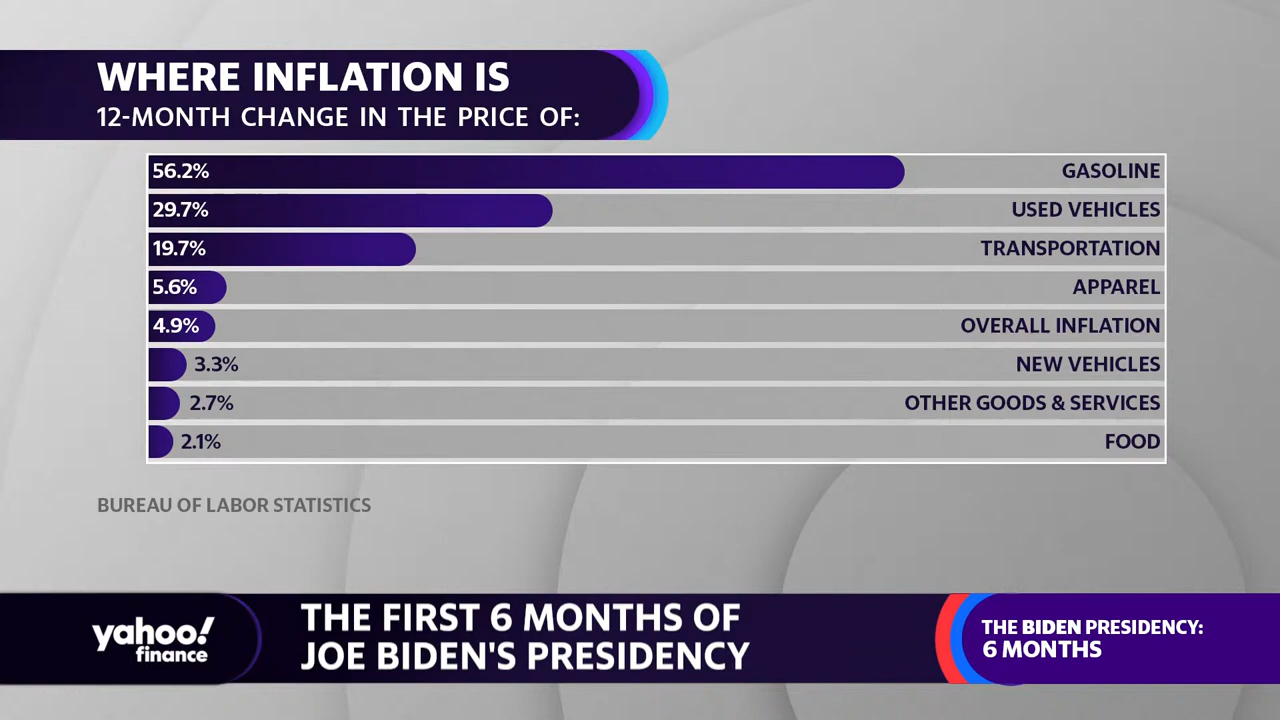 WHERE INFLATION IS
12-MONTH CHANGE IN THE PRICE OF:
56.2% GASOLINE
29.7% USED VEHICLES
19.7% TRANSPORTATION
5.6% APPAREL
4.9% OVERALL INFLATION
3.3% NEW VEHICLES
2.7% OTHER GOODS & SERVICES
2.1% FOOD
BUREAU OF LABOR STATISTICS
yahoo!
finance
THE FIRST 6 MONTHS OF
JOE BIDEN'S PRESIDENCY
THE BIDEN PRESIDENCY:
6 MONTHS